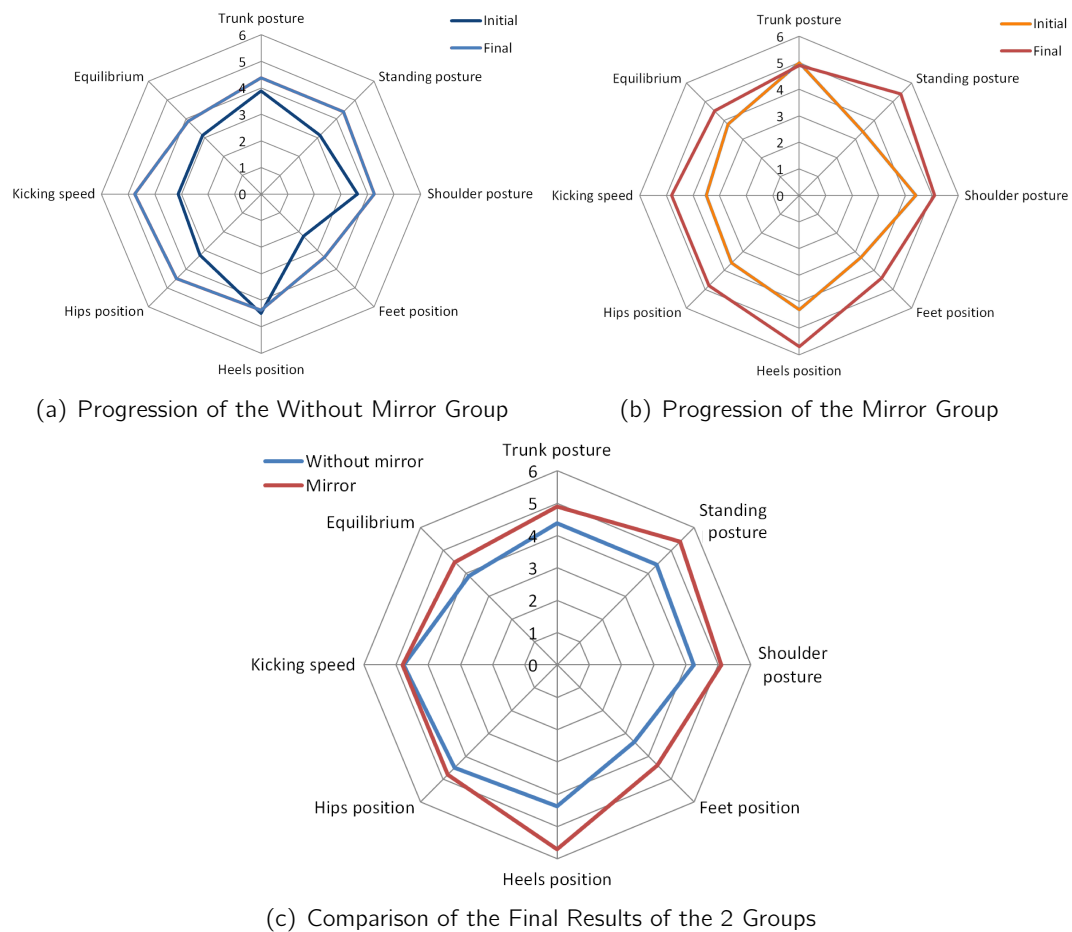 Trunk posture
Initial
Final
6
5
4
3
2
1
0
Equilibrium
Standing posture
Kicking speed
Shoulder posture
Hips position
Feet position
Heels position
(a) Progression of the Without Mirror Group
Trunk posture
Initial
Final
6
5
4
3
2
1
0
Equilibrium
Standing posture
Kicking speed
Shoulder posture
Hips position
Feet position
Heels position
(b) Progression of the Mirror Group
Trunk posture
Without mirror
Mirror
6
5
4
3
2
1
0
Equilibrium
Standing
posture
Kicking speed
Shoulder
posture
Hips position
Feet position
Heels position
(c) Comparison of the Final Results of the 2 Groups